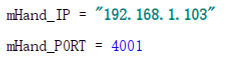 mHand_IP = "192.168.1.103"
mHand_PORT = 4001